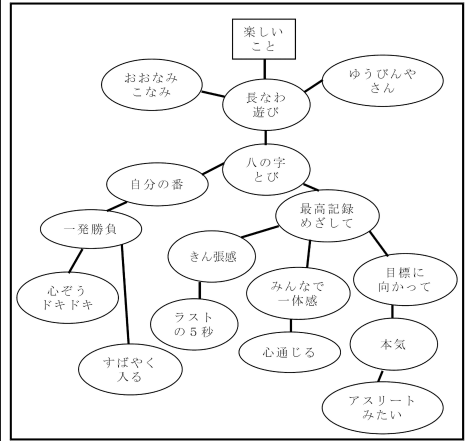 楽しい
こと
おおなみ
こなみ
ゆうびんや
さん
長なわ
遊び
八の字
とび
自分の番
最高記録
めざして
一発勝負
きん張感
みんなで
一体感
目標に
向かって
心ぞう
ドキドキ
ラスト
の5秒
心通じる
本気
すばやく
入る
アスリート
みたい